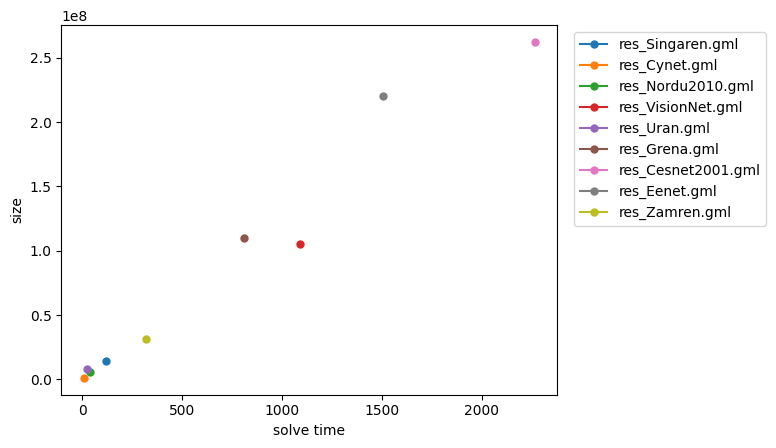 1e8
2.5
2.0
1.5
1.0
0.5
0.0
size
0
500
1000
1500
2000
solve time
res_Singaren.gml
res_Cynet.gml
res_Nordu2010.gml
res_VisionNet.gml
res_Uran.gml
res_Grena.gml
res_Cesnet2001.gml
res_Eenet.gml
res_Zamren.gml